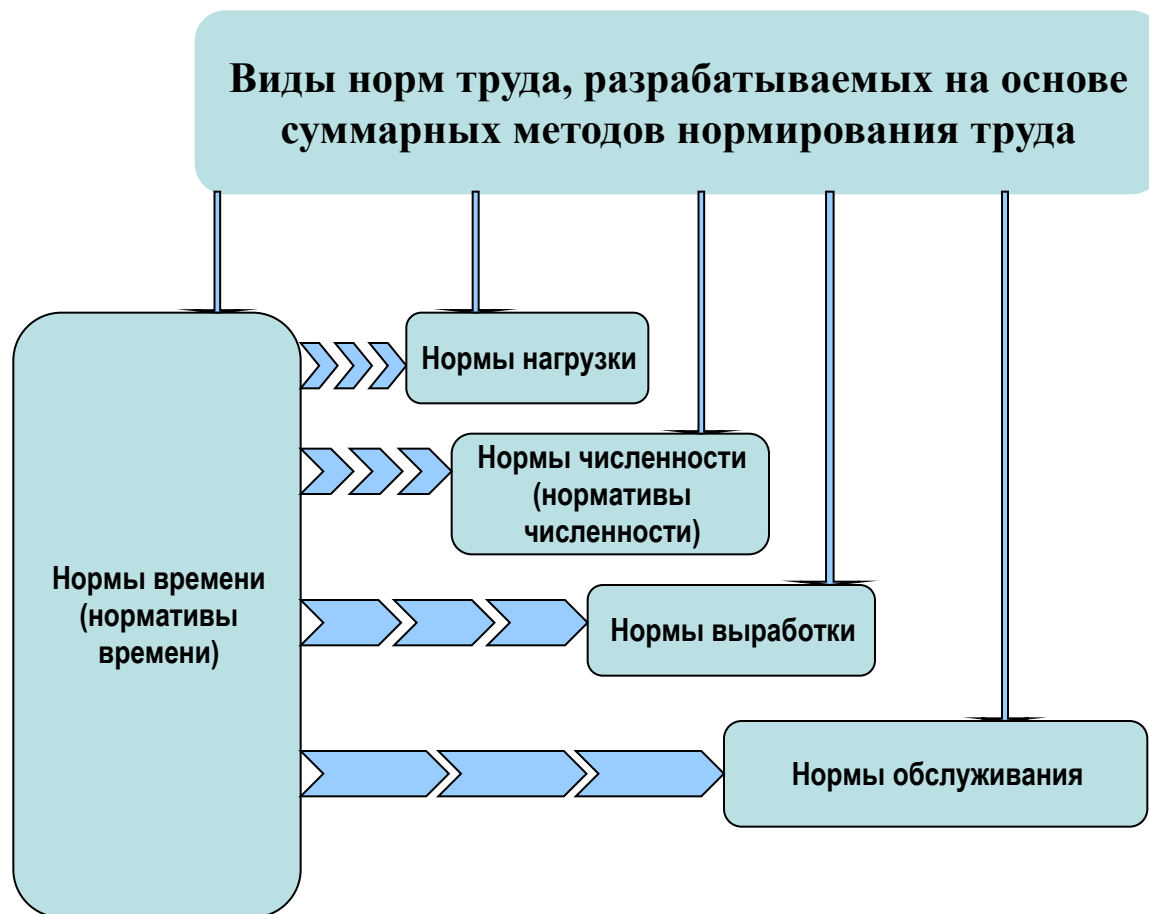 Виды норм труда, разрабатываемых на основе
суммарных методов нормирования труда
Нормы нагрузки
Нормы численности
(нормативы
численности)
Нормы времени
(нормативы
времени)
Нормы выработки
Нормы обслуживания